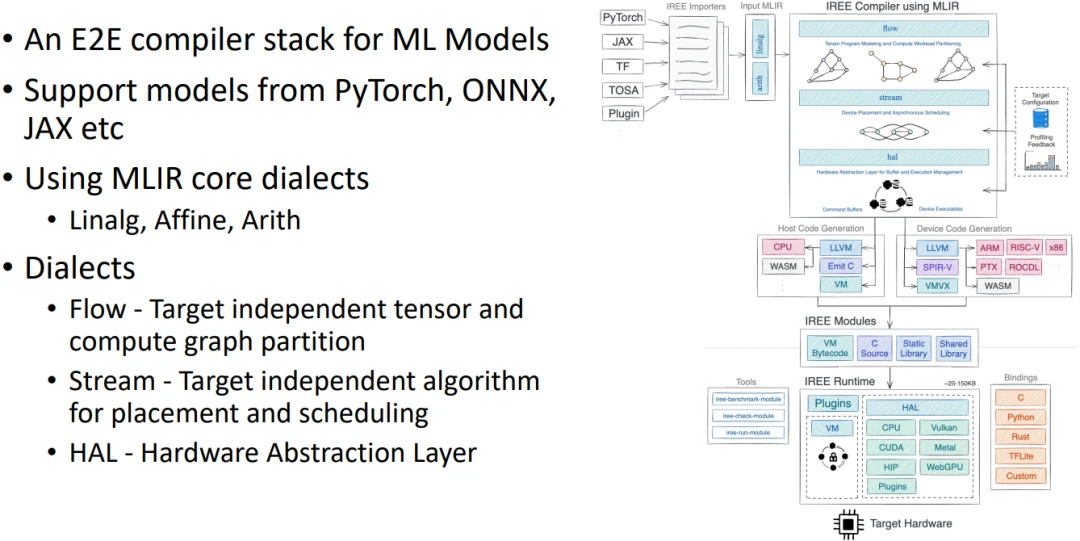 • An E2E compiler stack for ML Models
• Support models from PyTorch, ONNX,
JAX etc
• Using MLIR core dialects
• Linalg, Affine, Arith
• Dialects
• Flow - Target independent tensor and
compute graph partition
• Stream - Target independent algorithm
for placement and scheduling
• HAL - Hardware Abstraction Layer
IREE Importers
Input MLIR
IREE Compiler using MLIR
PyTorch
JAX
TF
TOSA
Plugin
linalg
arith
flow
Tensor Program Modeling and Compute Workload Partitioning
stream
Device Placement and Asynchronous Scheduling
hal
Hardware Abstraction Layer for Buffer and Execution Management
Command Buffers
Device Executables
Target
Configuration
Profiling
Feedback
Host Code Generation
CPU
LLVM
WASM
Emit C
VM
Device Code Generation
LLVM
ARM
RISC-V
x86
SPIR-V
PTX
ROCDL
VMVX
WASM
IREE Modules
VM
Bytecode
C
Source
Static
Library
Shared
Library
Tools
iree-benchmark-module
iree-check-module
iree-run-module
IREE Runtime
~25-150KB
Plugins
VM
HAL
CPU
Vulkan
CUDA
Metal
HIP
WebGPU
Plugins
Bindings
C
Python
Rust
TFLite
Custom
Target Hardware